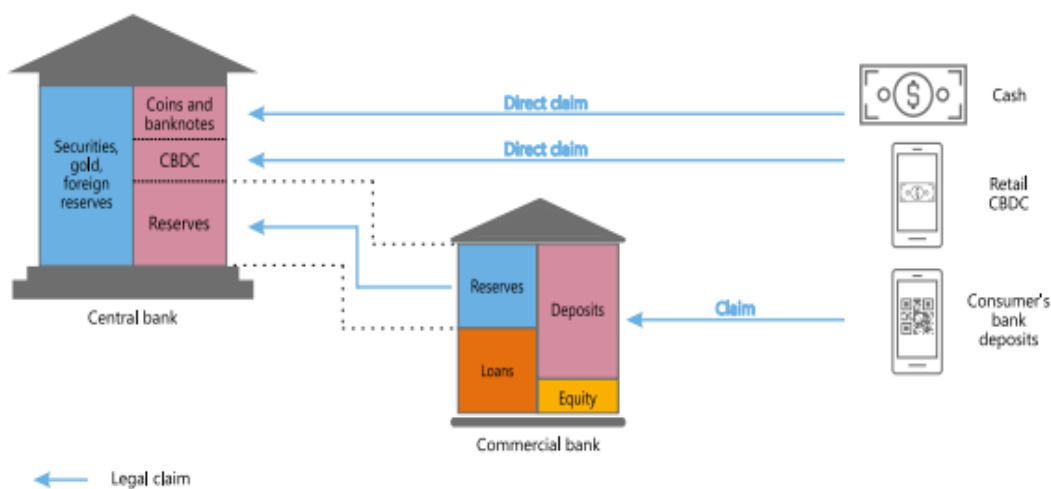 Coins and
banknotes
Direct claim
Cash
Securities,
gold,
foreign
reserves
CBDC
Direct claim
Retail
CBDC
Reserves
Central bank
Reserves
Deposits
Claim
Consumer's
bank
deposits
Loans
Equity
Commercial bank
Legal claim